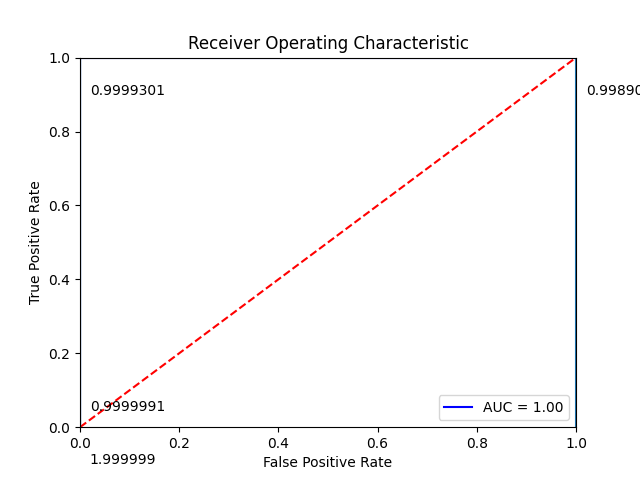 Receiver Operating Characteristic
1.0
0.9999301
0.99890
0.8
0.6
True Positive Rate
0.4
0.2
0.9999991
AUC = 1.00
0.0
0.0 0.2 0.4 0.6 0.8 1.0
1.999999
False Positive Rate